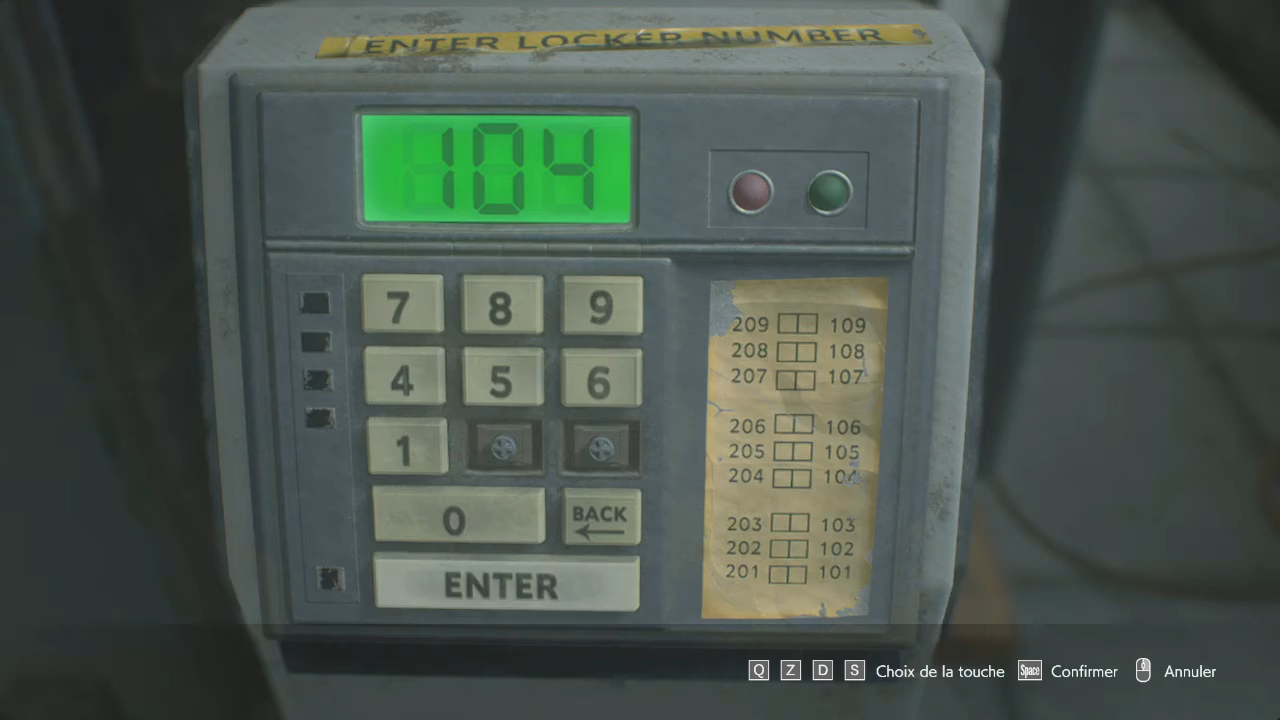 ENTER LOCKER NUMBER
104
7 8 9
4 5 6
1
0 BACK
ENTER
209 109
208 108
207 107
206 106
205 105
204 104
203 103
202 102
201 101
Q Z D S Choix de la touche Space Confirmer Annuler